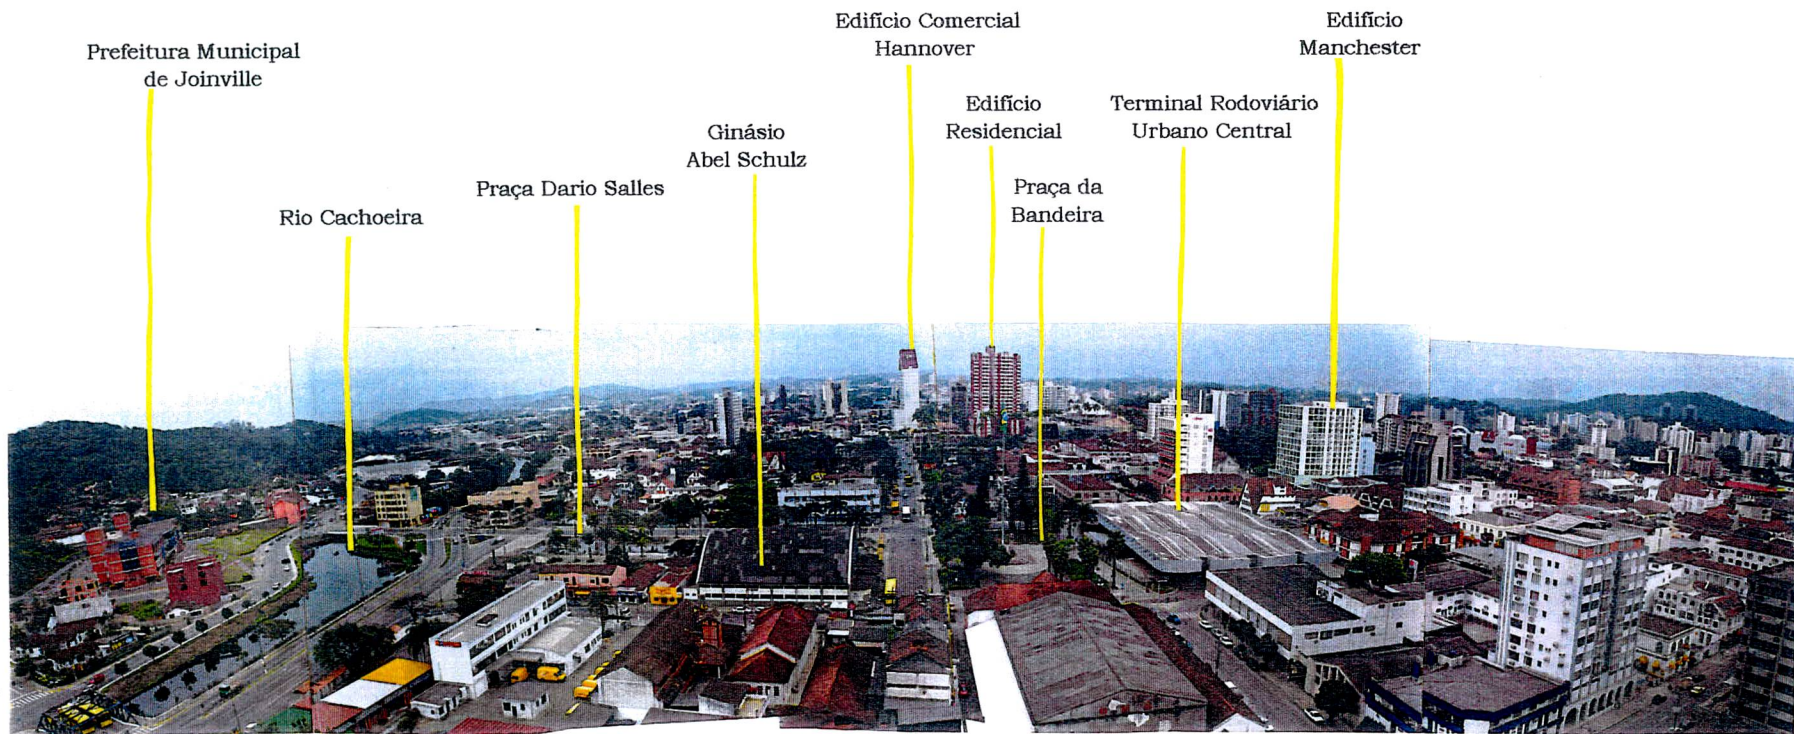 Prefeitura Municipal
de Joinville
Rio Cachoeira
Praça Dario Salles
Ginásio
Abel Schulz
Edifício Comercial
Hannover
Edifício
Residencial
Praça da
Bandeira
Terminal Rodoviário
Urbano Central
Edifício
Manchester